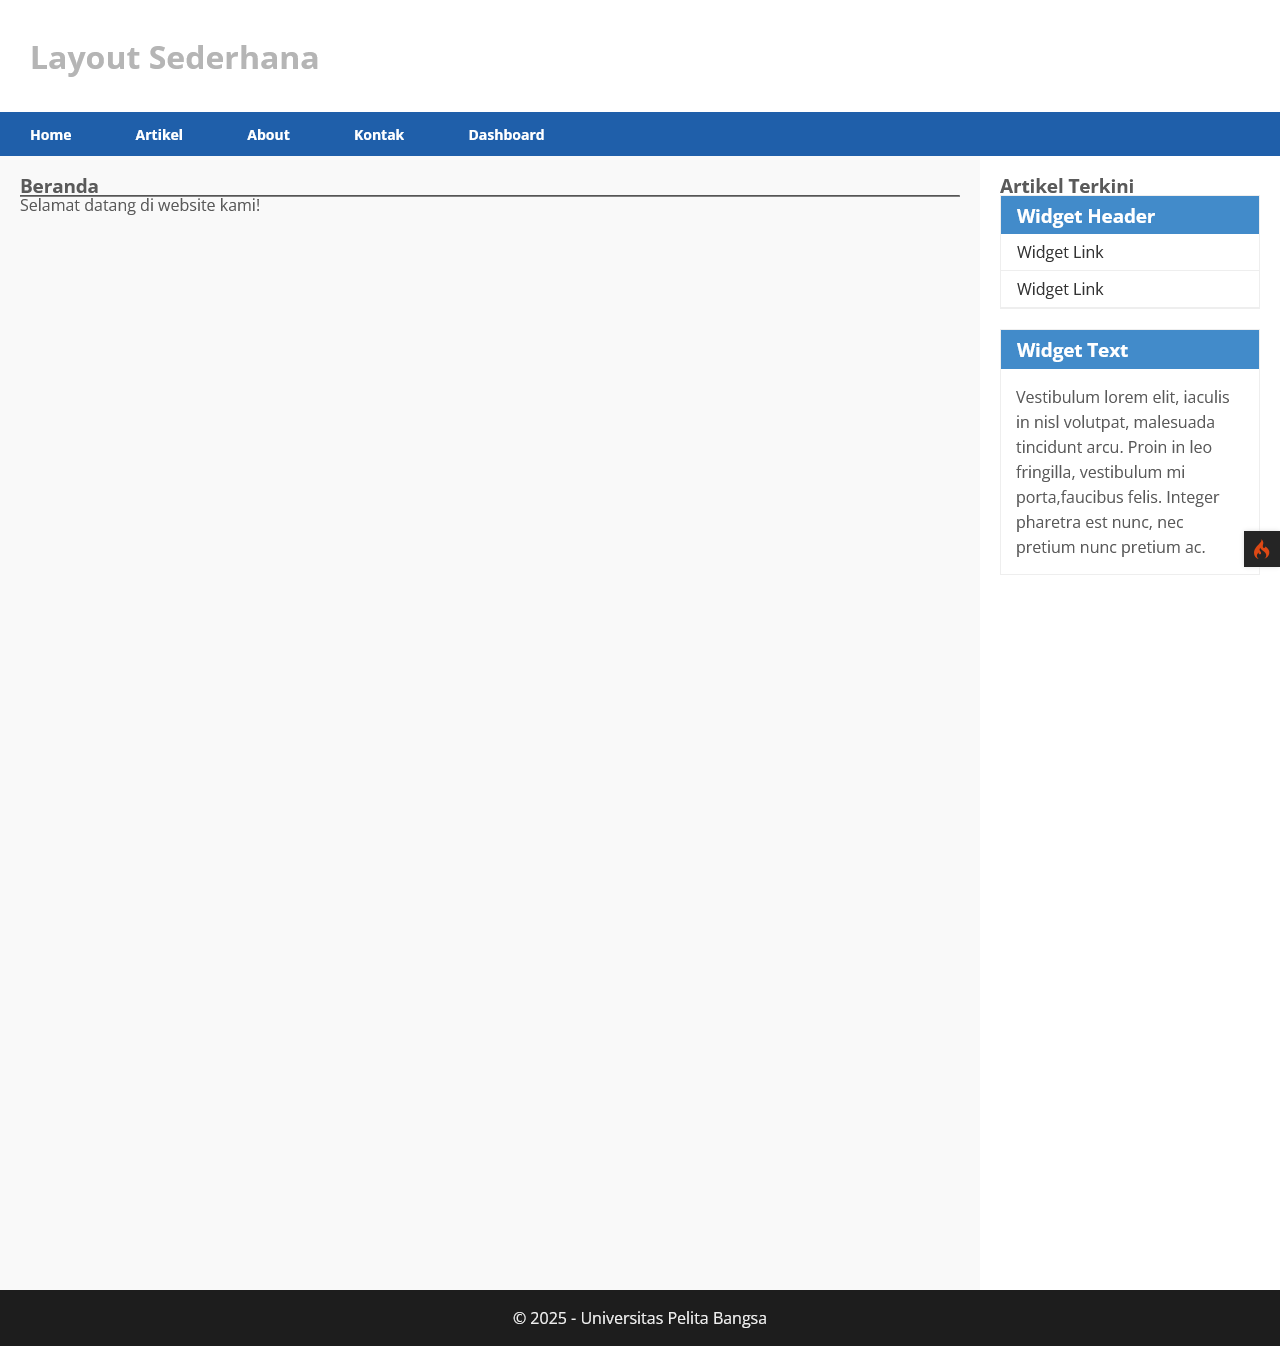 Layout Sederhana
Home Artikel About Kontak Dashboard
Beranda
Selamat datang di website kami!
Artikel Terkini
Widget Header
Widget Link
Widget Link
Widget Text
Vestibulum lorem elit, iaculis
in nisl volutpat, malesuada
tincidunt arcu. Proin in leo
fringilla, vestibulum mi
porta,faucibus felis. Integer
pharetra est nunc, nec
pretium nunc pretium ac.
© 2025 - Universitas Pelita Bangsa